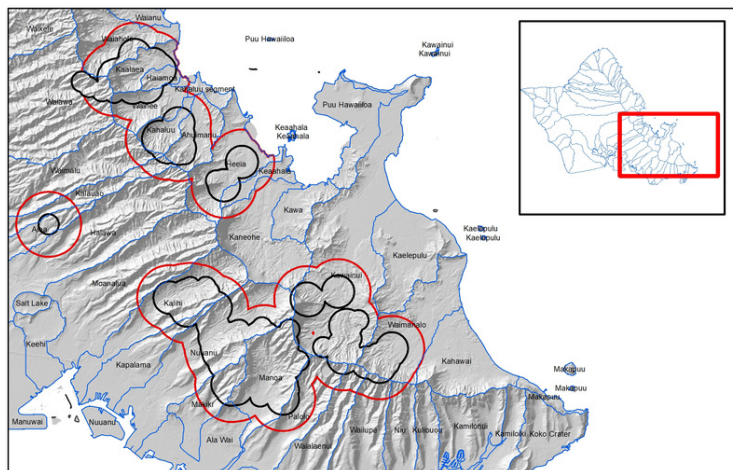 Waianu
Waikele
Waiahole
Puu Hawaiiloa
Kawainui
Kawainui
Kaalaea
Haiamoa
Waiawa
Waihee
Kahaluu segment
Puu Hawaiiloa
Kahaluu
Ahuimanu
Keaahala
Keaahala
Waimalu
Heeia
Keaahala
Kalauao
Kawa
Aiea
Halawa
Kaneohe
Kaelepulu
Kaelepulu
Kaelepulu
Moanalua
Kawainui
Salt Lake
Kalihi
Waimanalo
Keehi
Nuuanu
Kapalama
Kahawai
Manoa
Makapuu
Makapuu
Makapuu
Makiki
Manuwai
Nuuanu
Palolo
Ala Wai
Waialaenui
Wailupa
Niu
Kuliouou
Kamilonui
Kamiloiki
Koko Crater